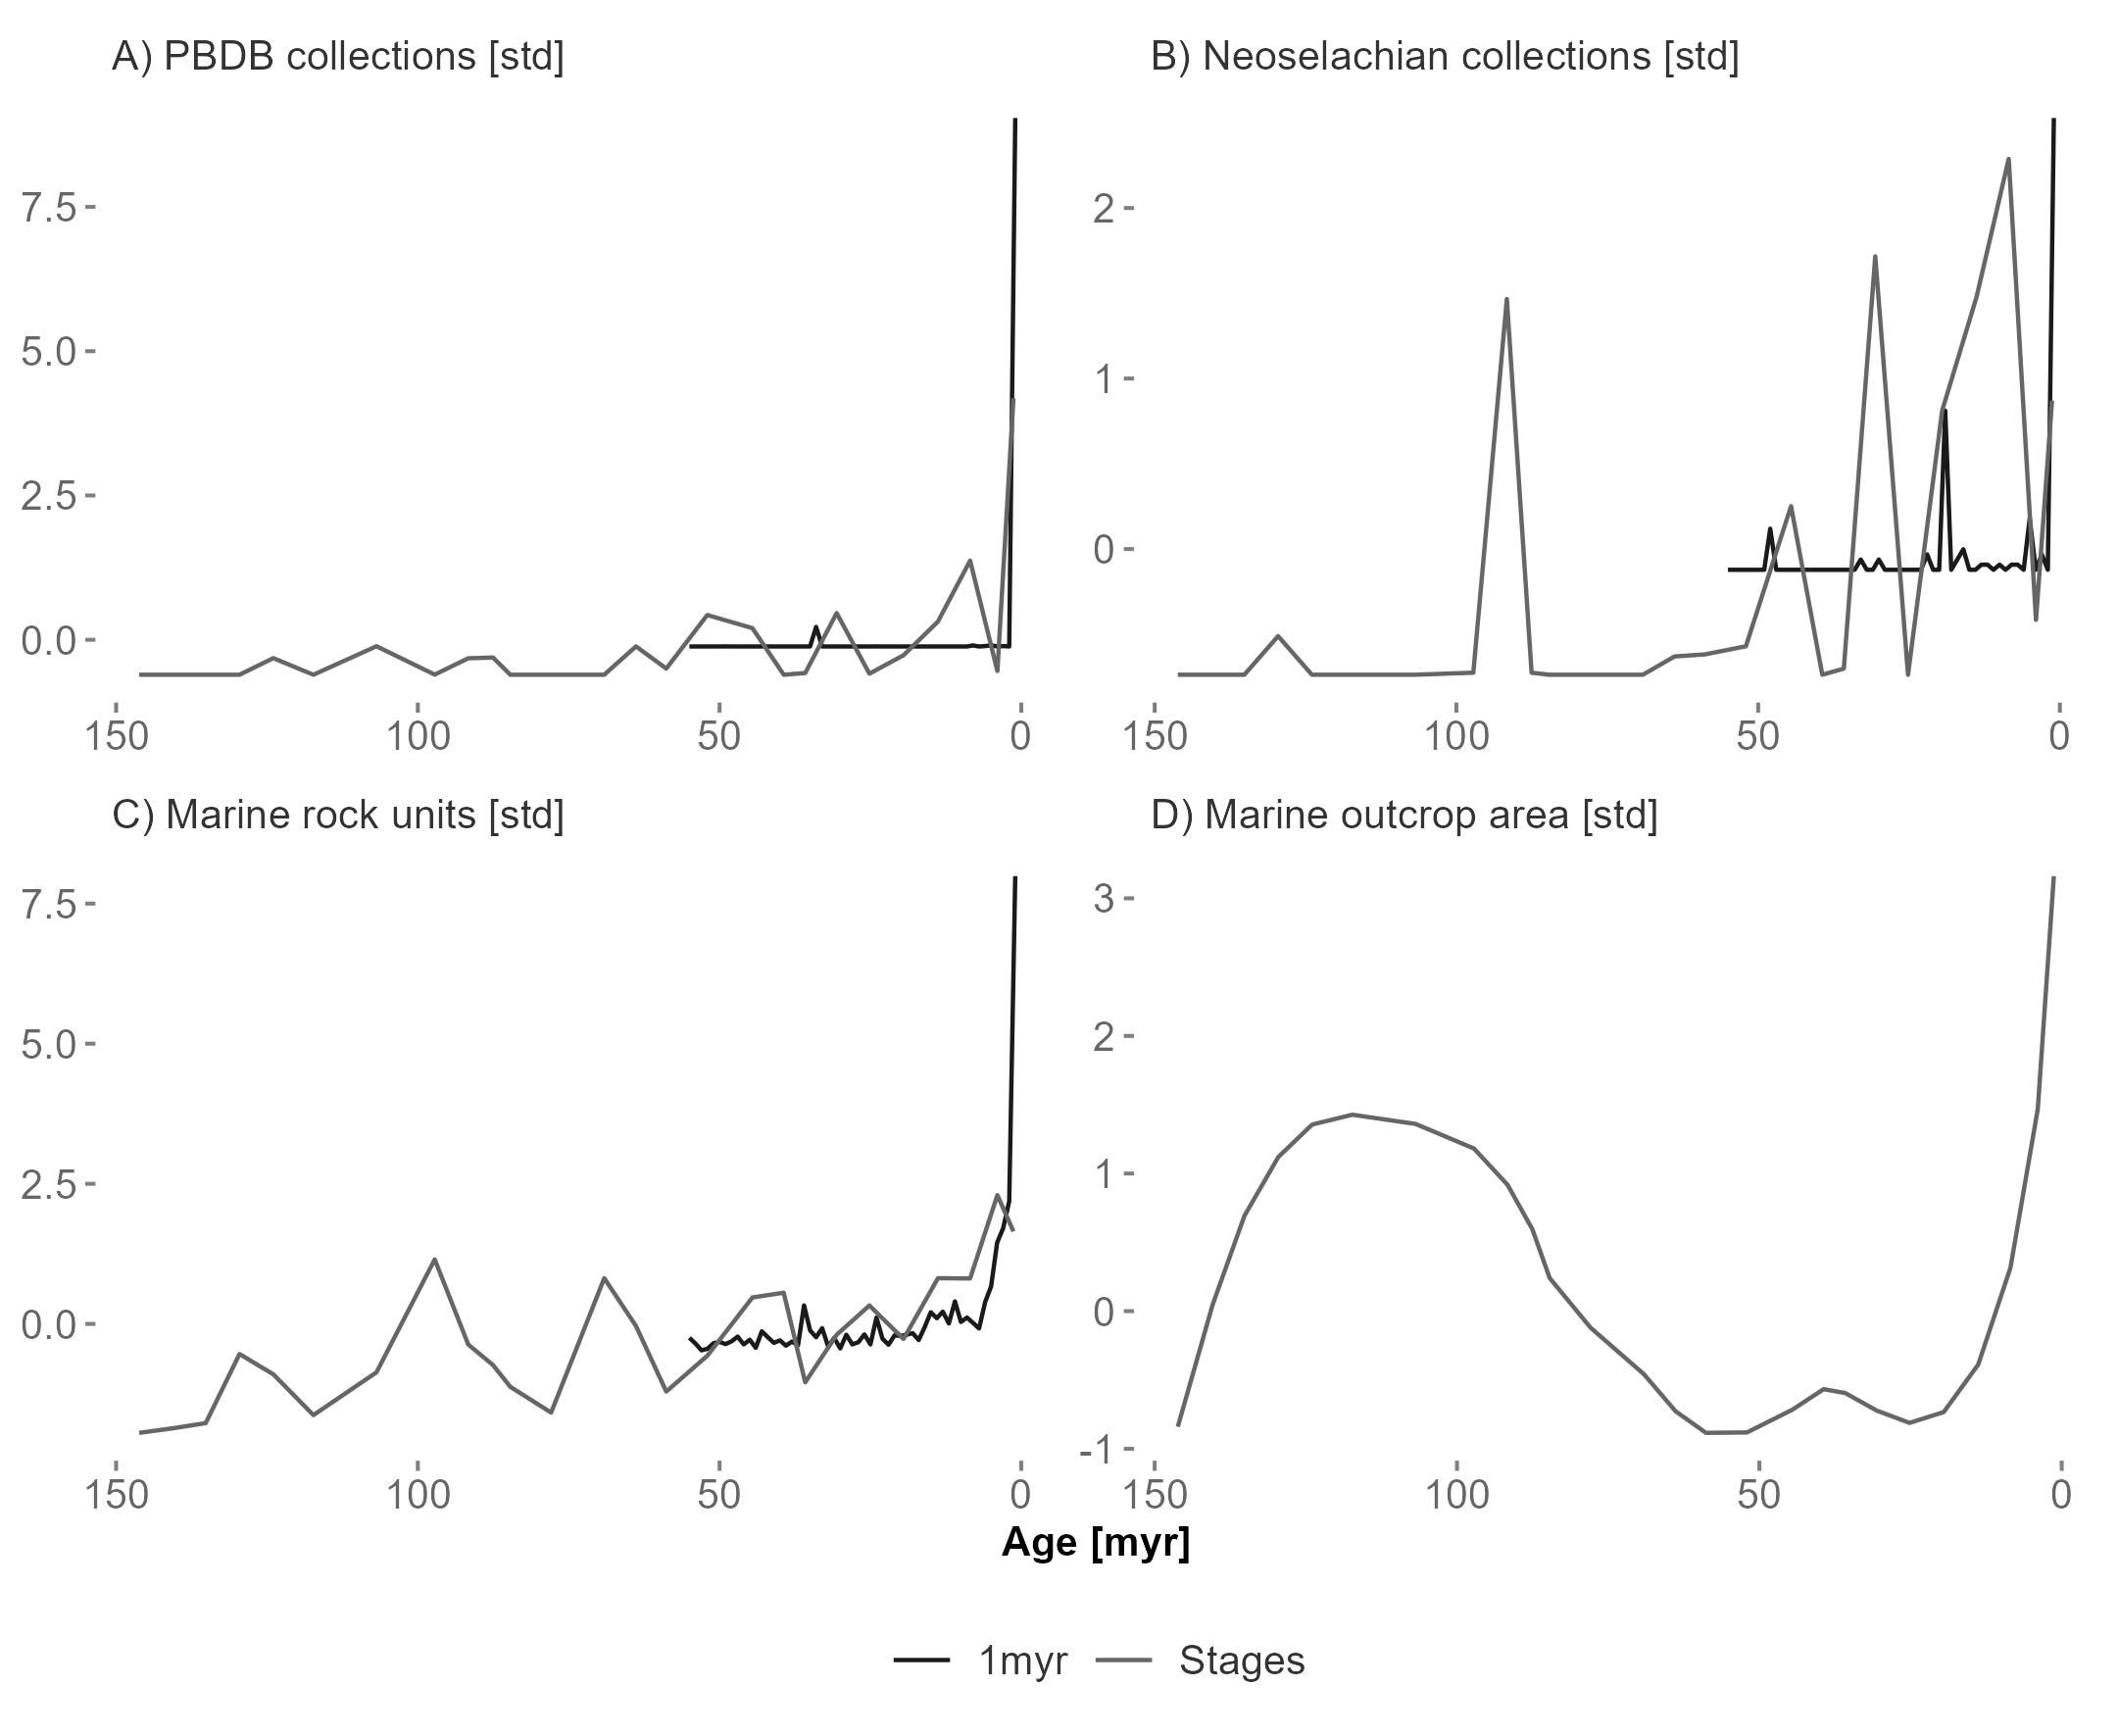 A) PBDB collections [std]
B) Neoselachian collections [std]
7.5
5.0
2.5
0.0
2
1
0
150 100 50 0
150 100 50 0
C) Marine rock units [std]
D) Marine outcrop area [std]
7.5
5.0
2.5
0.0
3
2
1
0
-1
150 100 50 0
150 100 50 0
Age [myr]
1myr Stages